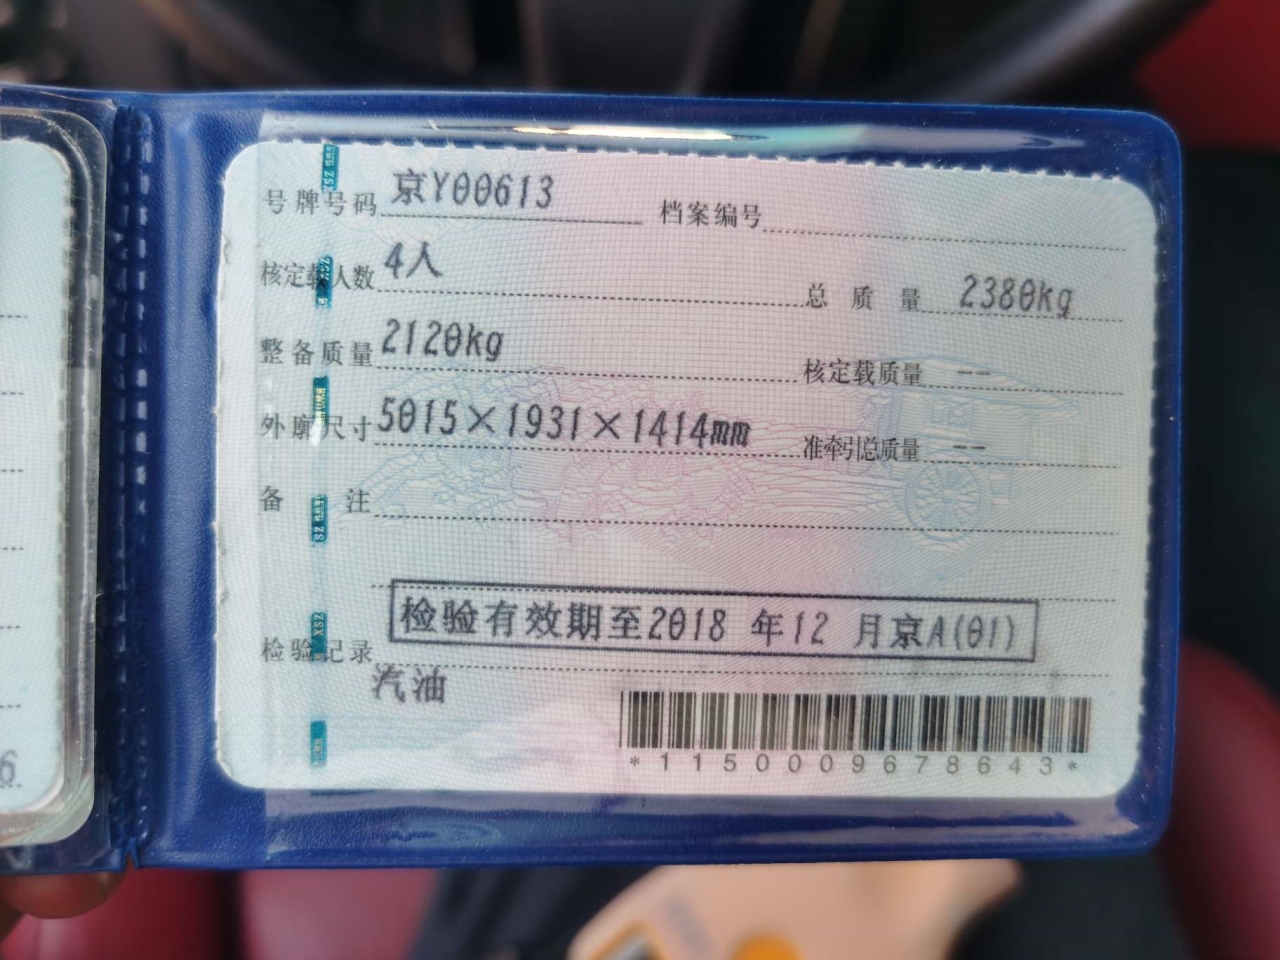 号牌号码 京Y00613 档案编号
核定载人数 4人 总质量 2380kg
整备质量 2120kg 核定载质量 --
外廓尺寸 5015×1931×1414mm 准牵引总质量 --
备注
检验有效期至2018 年12 月京A(01)
检验记录
汽油
*1150009678643*
6
XSZ